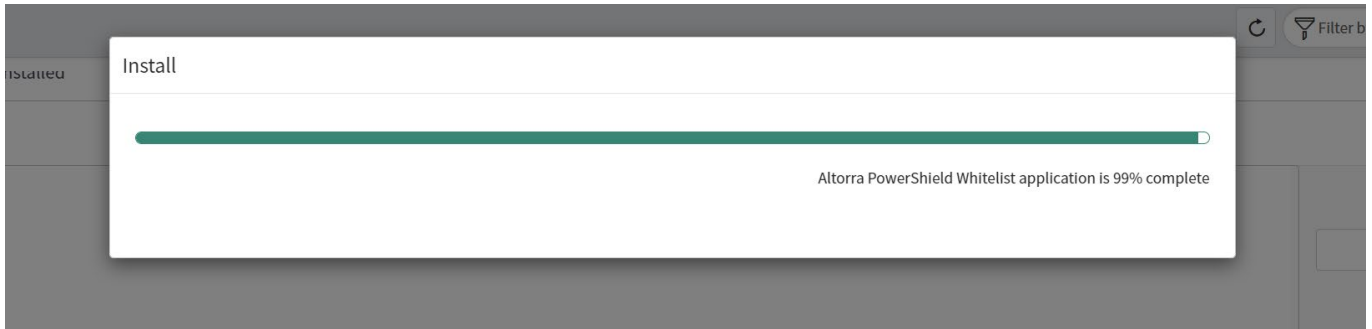 Filter b
nstalled
Install
Altorra PowerShield Whitelist application is 99% complete